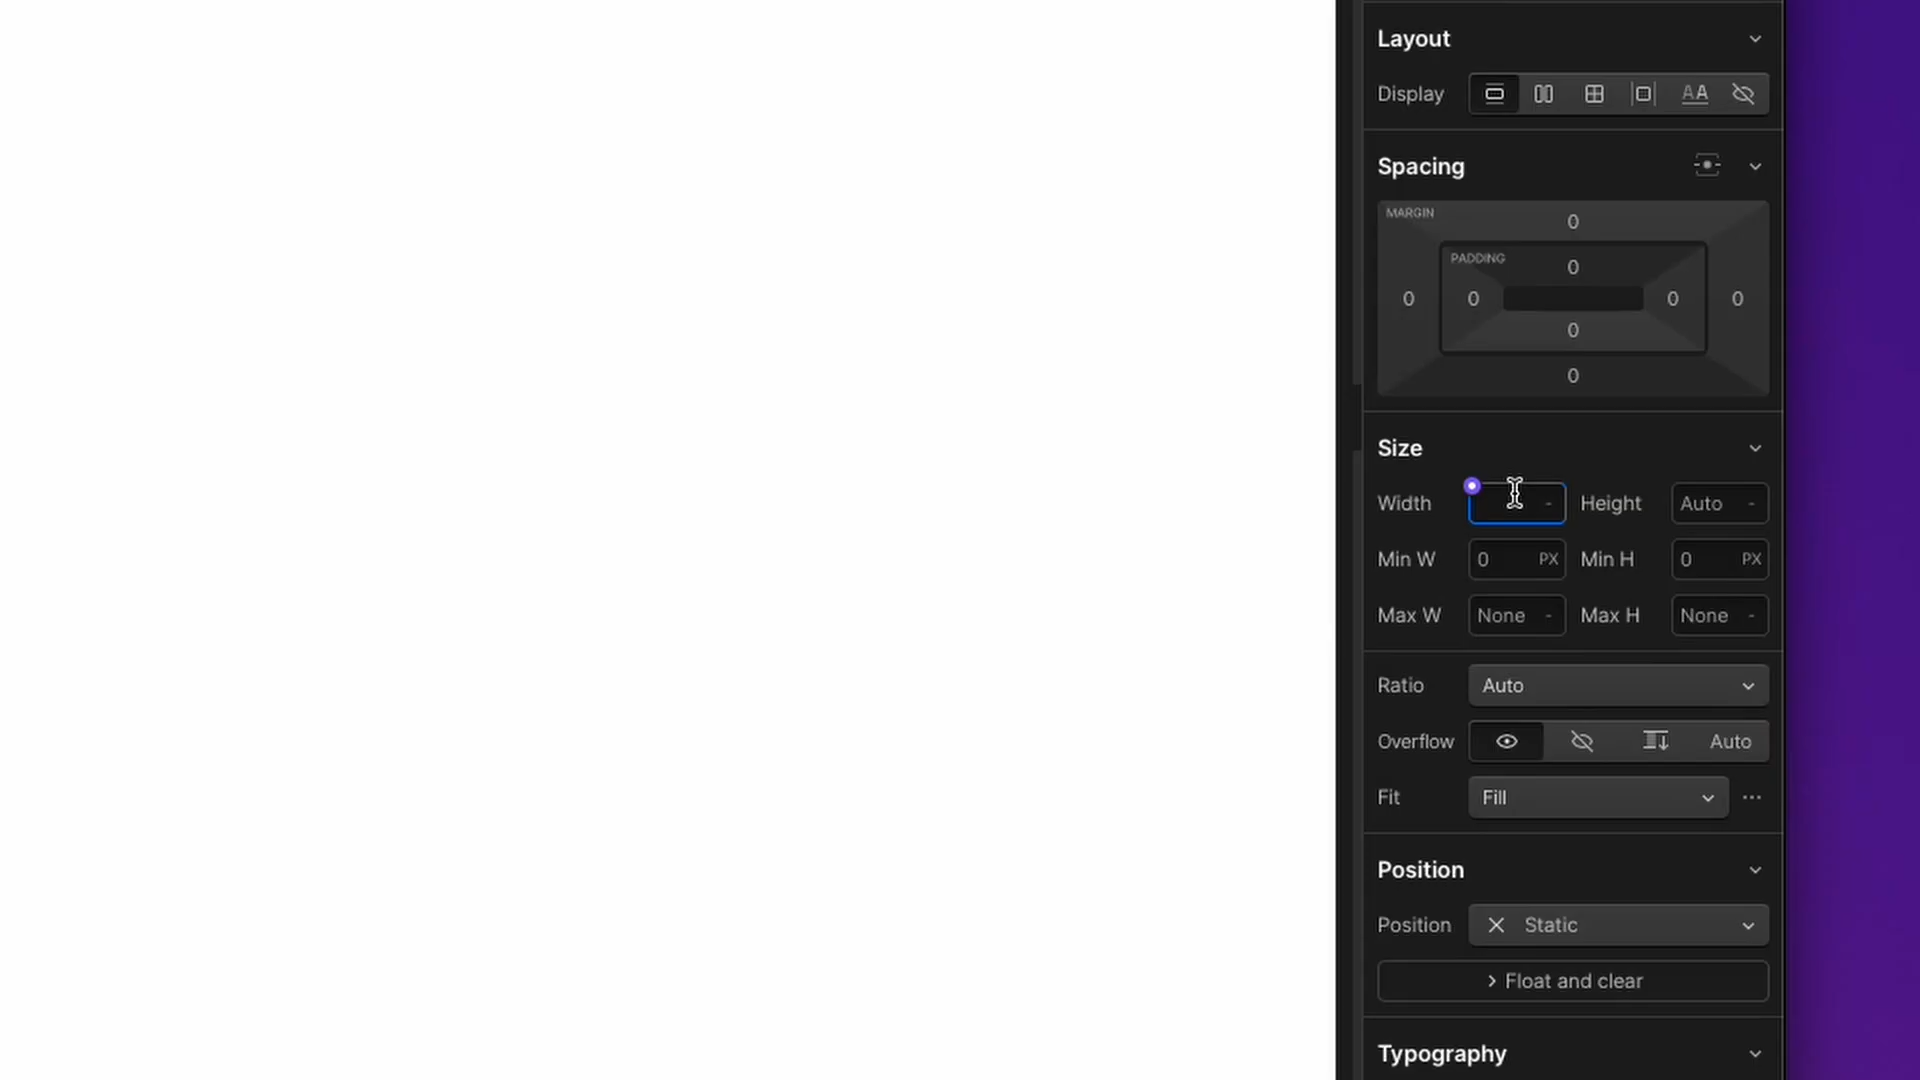 Layout
Display AA
Spacing
MARGIN
0
PADDING
0
0 0 0 0
0
0
Size
Width - Height Auto -
Min W 0 PX Min H 0 PX
Max W None - Max H None -
Ratio Auto
Overflow Auto
Fit Fill
Position
Position Static
Float and clear
Typography